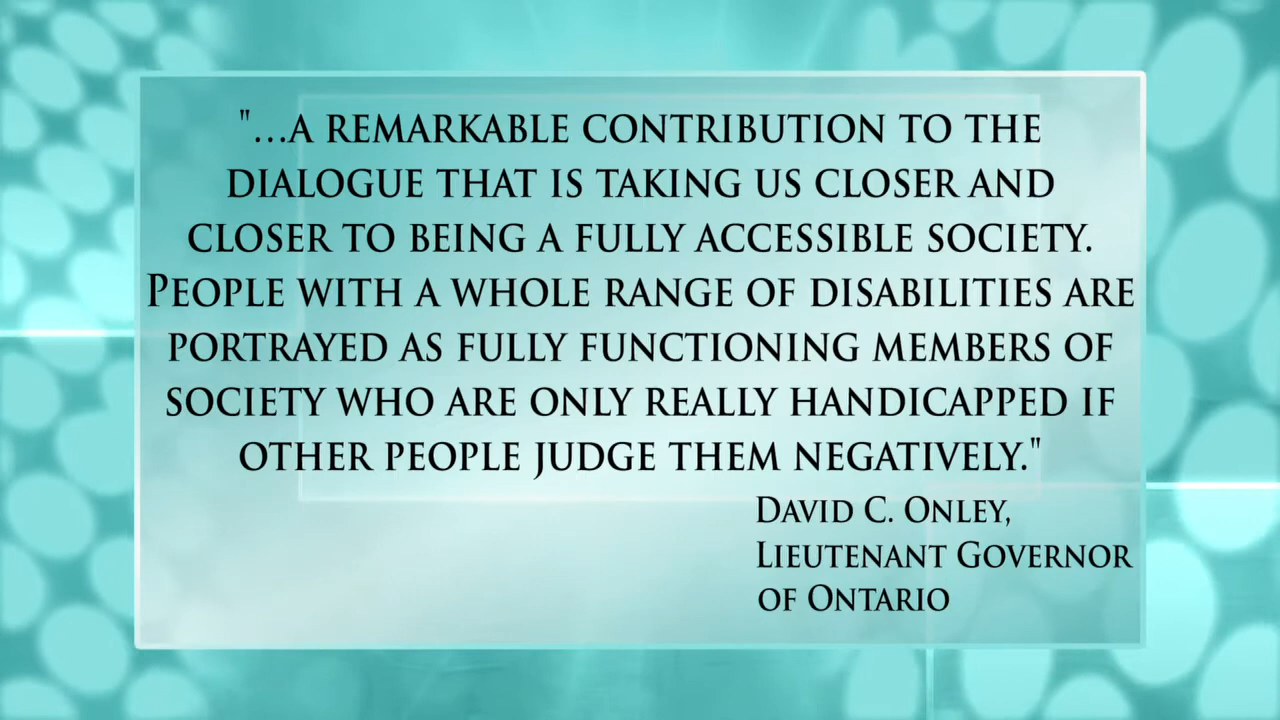 "...A REMARKABLE CONTRIBUTION TO THE
DIALOGUE THAT IS TAKING US CLOSER AND
CLOSER TO BEING A FULLY ACCESSIBLE SOCIETY.
PEOPLE WITH A WHOLE RANGE OF DISABILITIES ARE
PORTRAYED AS FULLY FUNCTIONING MEMBERS OF
SOCIETY WHO ARE ONLY REALLY HANDICAPPED IF
OTHER PEOPLE JUDGE THEM NEGATIVELY."
DAVID C. ONLEY,
LIEUTENANT GOVERNOR
OF ONTARIO